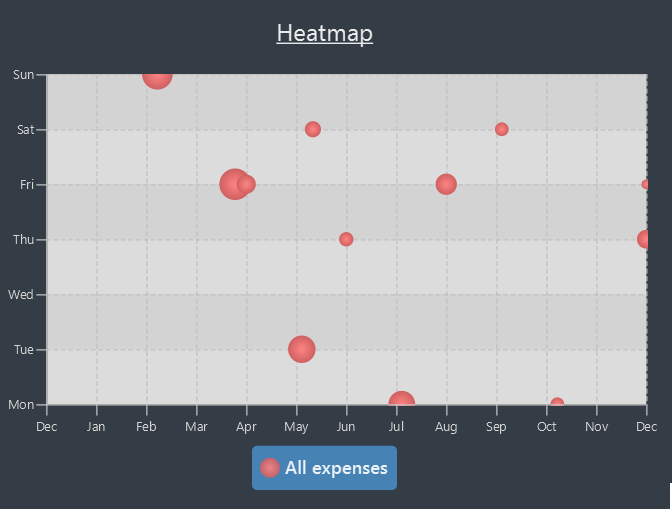 Heatmap
Sun
Sat
Fri
Thu
Wed
Tue
Mon
Dec Jan Feb Mar Apr May Jun Jul Aug Sep Oct Nov Dec
All expenses